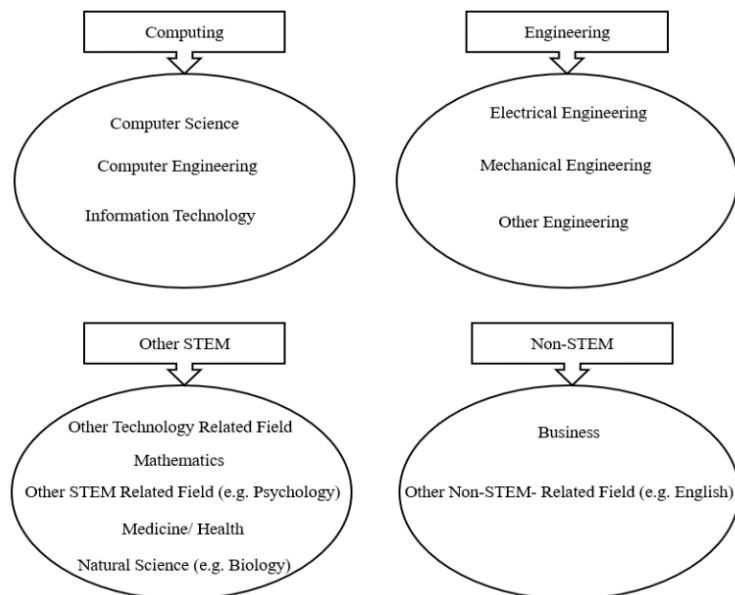 Computing
Computer Science
Computer Engineering
Information Technology
Engineering
Electrical Engineering
Mechanical Engineering
Other Engineering
Other STEM
Other Technology Related Field
Mathematics
Other STEM Related Field (e.g. Psychology)
Medicine/ Health
Natural Science (e.g. Biology)
Non-STEM
Business
Other Non-STEM- Related Field (e.g. English)